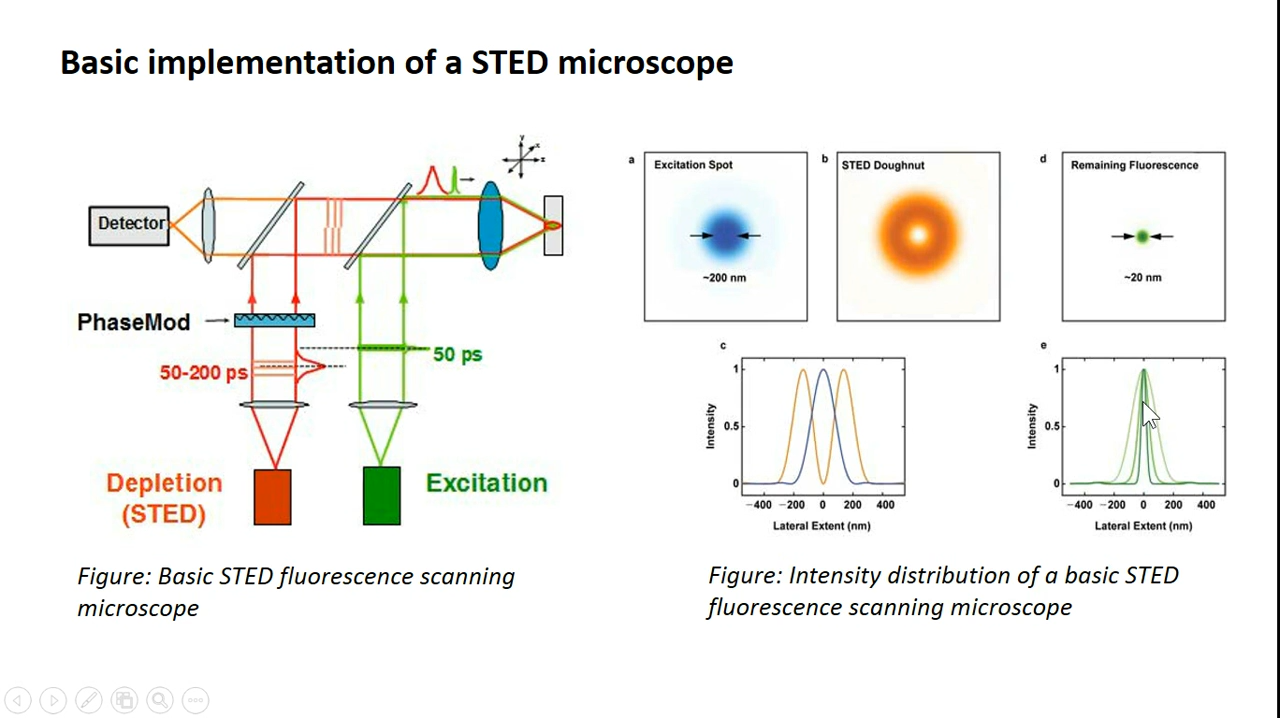 Basic implementation of a STED microscope
y
x
z
Detector
PhaseMod
50-200 ps
50 ps
Depletion
(STED)
Excitation
Figure: Basic STED fluorescence scanning
microscope
a
Excitation Spot
~200 nm
b
STED Doughnut
d
Remaining Fluorescence
~20 nm
c
1
0.5
0
Intensity
−400 −200 0 200 400
Lateral Extent (nm)
e
1
0.5
0
Intensity
−400 −200 0 200 400
Lateral Extent (nm)
Figure: Intensity distribution of a basic STED
fluorescence scanning microscope